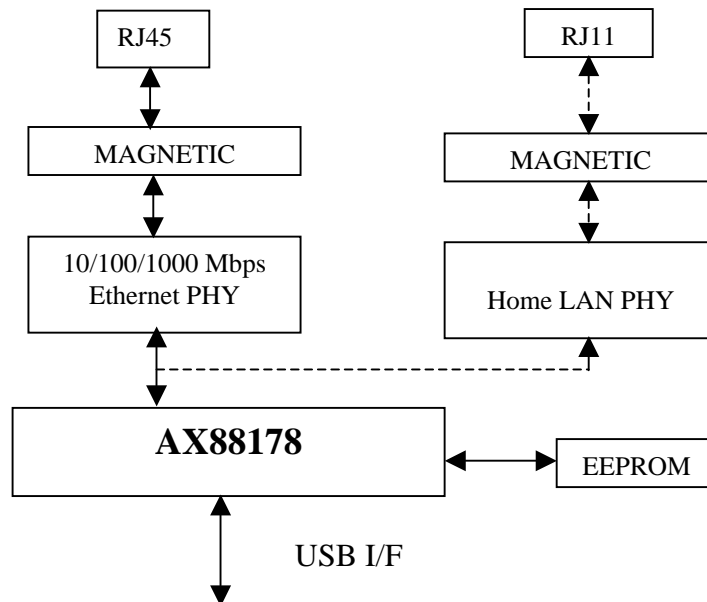 RJ45
RJ11
MAGNETIC
MAGNETIC
10/100/1000 Mbps
Ethernet PHY
Home LAN PHY
AX88178
EEPROM
USB I/F